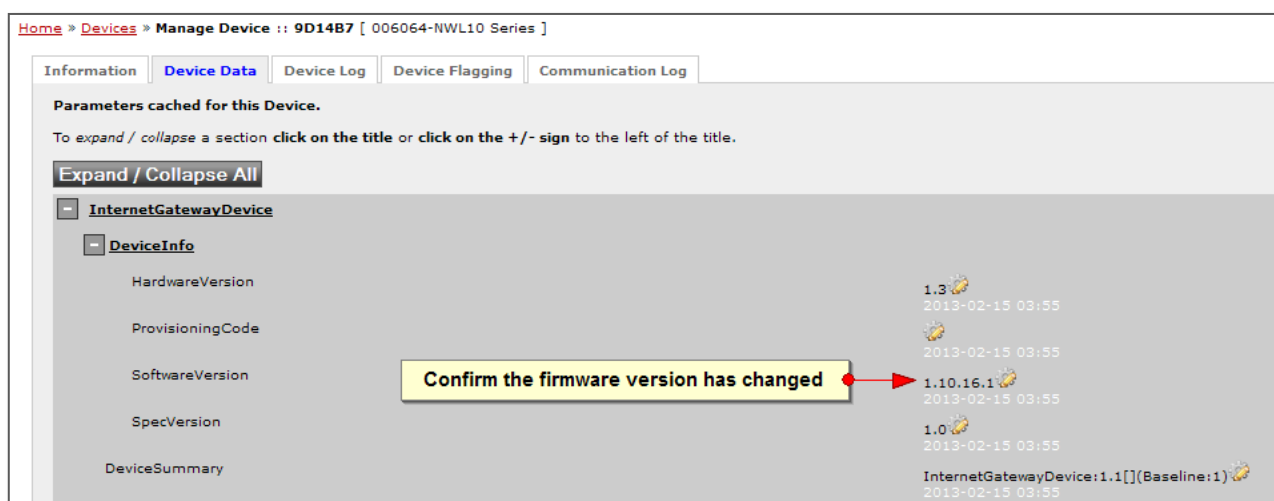 Home » Devices » Manage Device :: 9D14B7 [ 006064-NWL10 Series ]
Information Device Data Device Log Device Flagging Communication Log
Parameters cached for this Device.
To expand / collapse a section click on the title or click on the +/- sign to the left of the title.
Expand / Collapse All
- InternetGatewayDevice
- DeviceInfo
HardwareVersion
1.3
2013-02-15 03:55
ProvisioningCode
2013-02-15 03:55
SoftwareVersion
Confirm the firmware version has changed
1.10.16.1
2013-02-15 03:55
SpecVersion
1.0
2013-02-15 03:55
DeviceSummary
InternetGatewayDevice:1.1[](Baseline:1)
2013-02-15 03:55